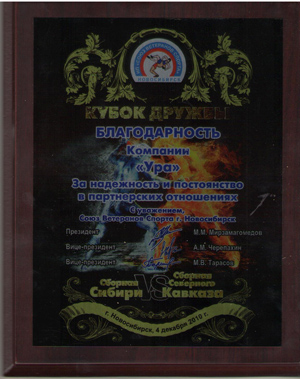 НОВОСИБИРСК
КУБОК ДРУЖБЫ
БЛАГОДАРНОСТЬ
Компании
«Ура»
За надежность и постоянство
в партнерских отношениях
С уважением,
Союз Ветеранов Спорта г. Новосибирск
Президент М.М. Мирзамагомедов
Вице-президент А.М. Черепахин
Вице-президент М.В. Тарасов
Сборная Сибири
VS
Сборная Северного Кавказа
г. Новосибирск, 4 декабря 2010 г.